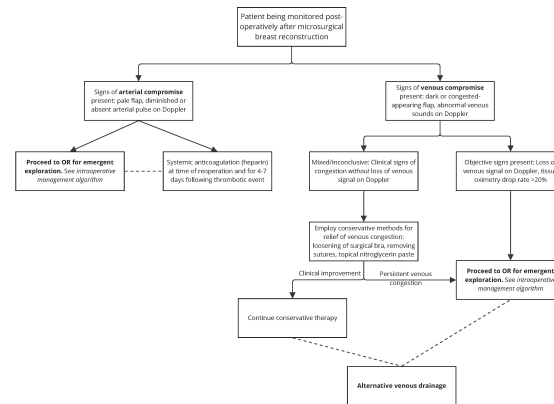 Patient being monitored post-
operatively after microsurgical
breast reconstruction
Signs of arterial compromise
present: pale flap, diminished or
absent arterial pulse on Doppler
Signs of venous compromise
present: dark or congested-
appearing flap, abnormal venous
sounds on Doppler
Proceed to OR for emergent
exploration. See intraoperative
management algorithm
Systemic anticoagulation (heparin)
at time of reoperation and for 4-7
days following thrombotic event
Mixed/inconclusive: Clinical signs of
congestion without loss of venous
signal on Doppler
Objective signs present: Loss of
venous signal on Doppler, tissue
oximetry drop rate >20%
Employ conservative methods for
relief of venous congestion:
loosening of surgical bra, removing
sutures, topical nitroglycerin paste
Clinical improvement
Persistent venous
congestion
Proceed to OR for emergent
exploration. See intraoperative
management algorithm
Continue conservative therapy
Alternative venous drainage